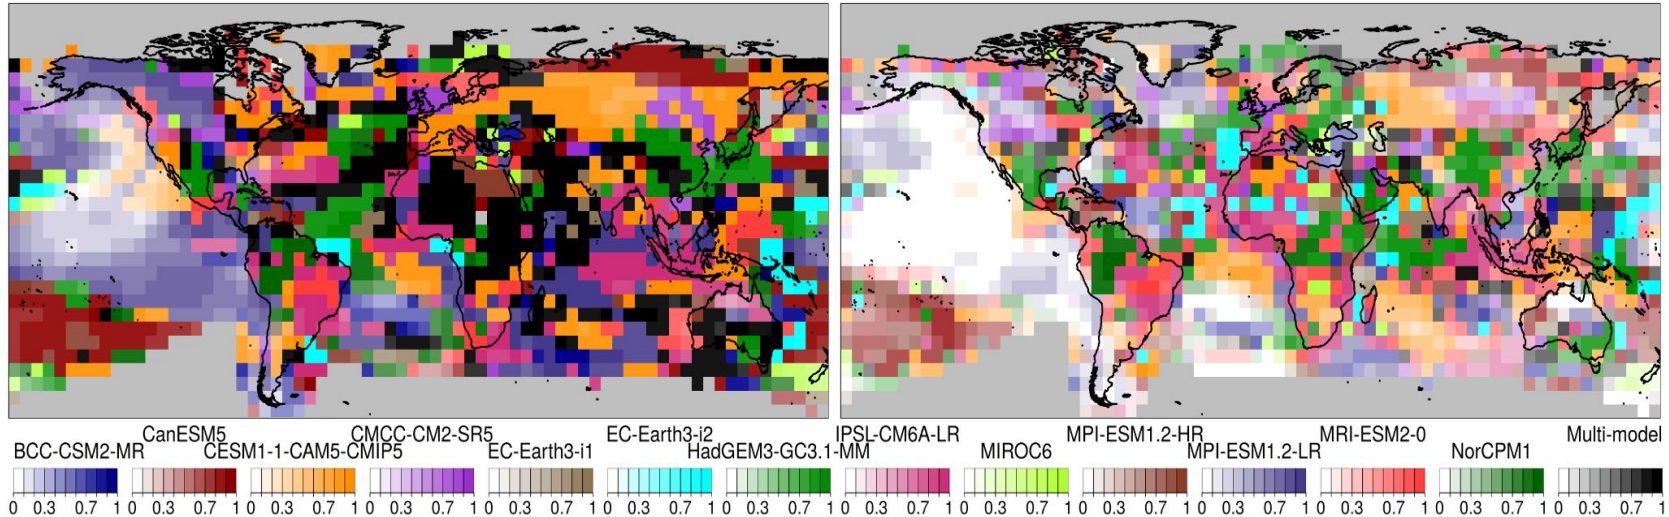 CanESM5 CMCC-CM2-SR5 EC-Earth3-i2 IPSL-CM6A-LR MPI-ESM1.2-HR MRI-ESM2-0 Multi-model
BCC-CSM2-MR CESM1-1-CAM5-CMIP5 EC-Earth3-i1 HadGEM3-GC3.1-MM MIROC6 MPI-ESM1.2-LR NorCPM1
0 0.3 0.7 1 0 0.3 0.7 1 0 0.3 0.7 1 0 0.3 0.7 1 0 0.3 0.7 1 0 0.3 0.7 1 0 0.3 0.7 1 0 0.3 0.7 1 0 0.3 0.7 1 0 0.3 0.7 1 0 0.3 0.7 1 0 0.3 0.7 1 0 0.3 0.7 1 0 0.3 0.7 1